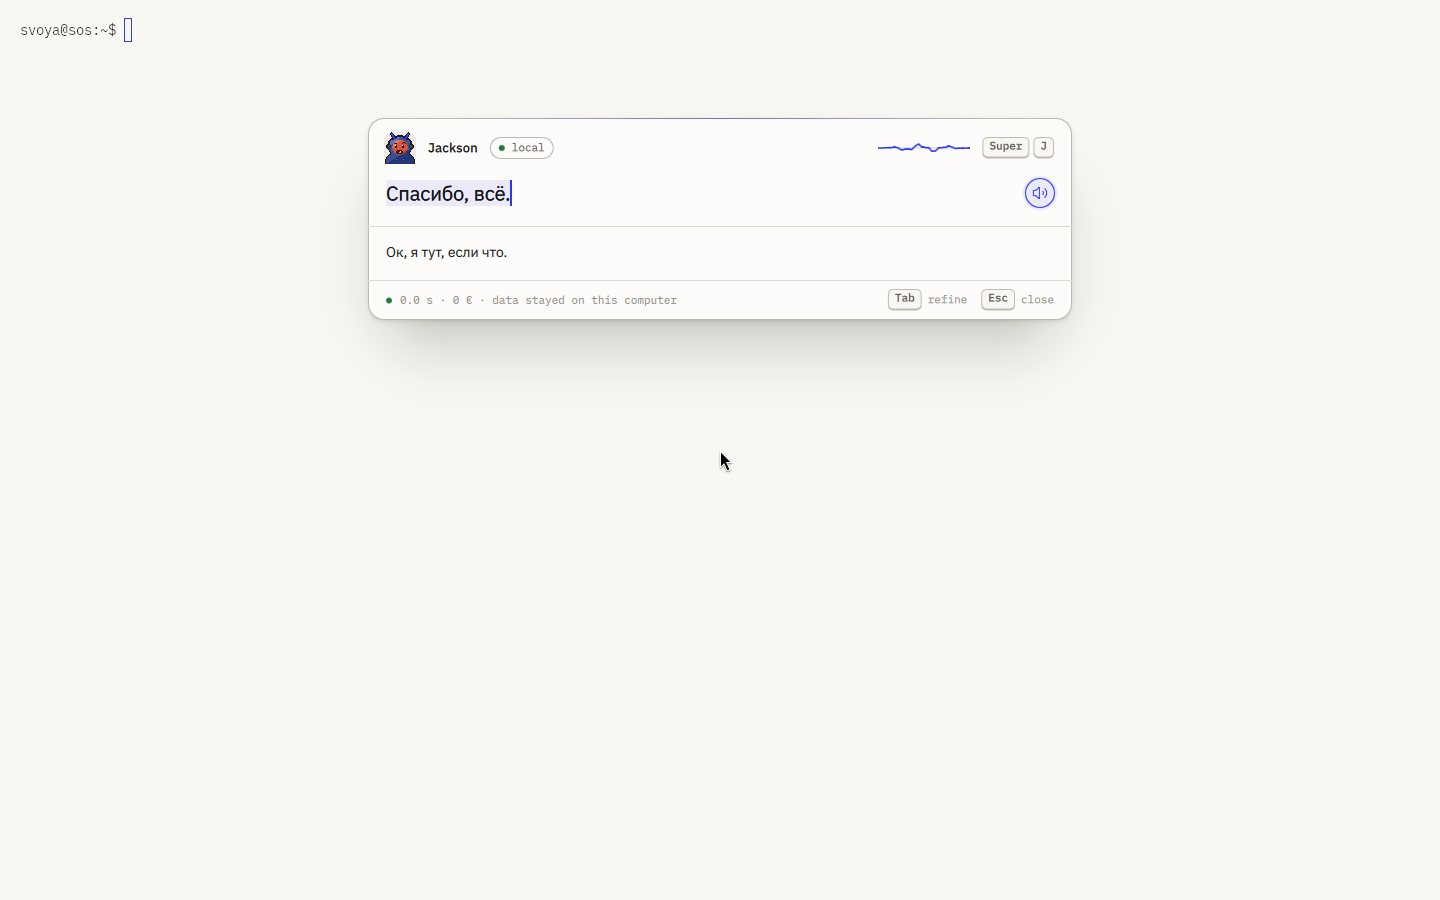 svoya@sos:~$
Jackson
local
Super J
Спасибо, всё.
Ок, я тут, если что.
0.0 s · 0 € · data stayed on this computer
Tab refine Esc close